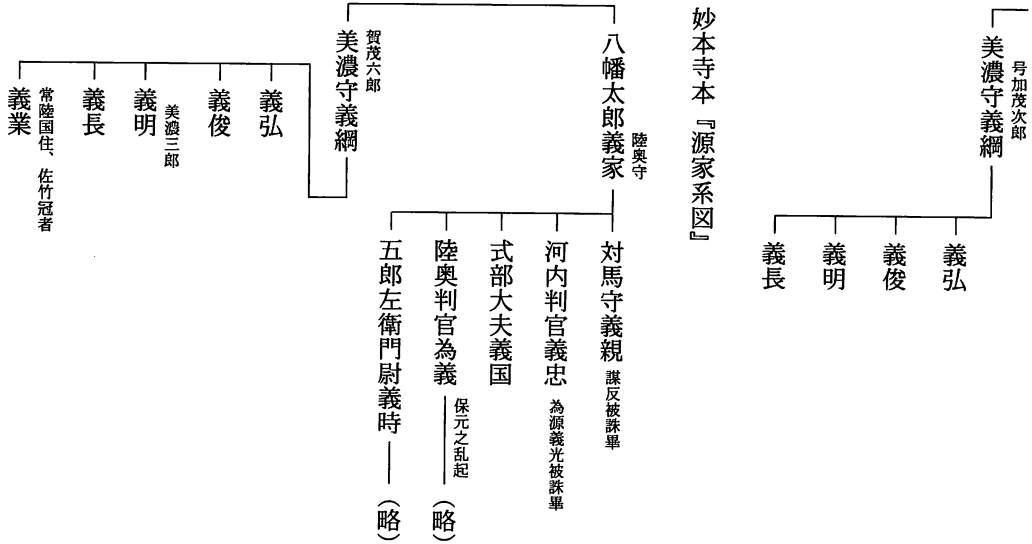 号加茂次郎
美濃守義綱
義弘
義俊
義明
義長
妙本寺本『源家系図』
陸奥守
八幡太郎義家
対馬守義親 謀反被誅畢
河内判官義忠 為源義光被誅畢
式部大夫義国
陸奥判官為義
保元之乱起
(略)
五郎左衛門尉義時
(略)
賀茂六郎
美濃守義綱
義弘
義俊
美濃三郎
義明
義長
常陸国住、佐竹冠者
義業